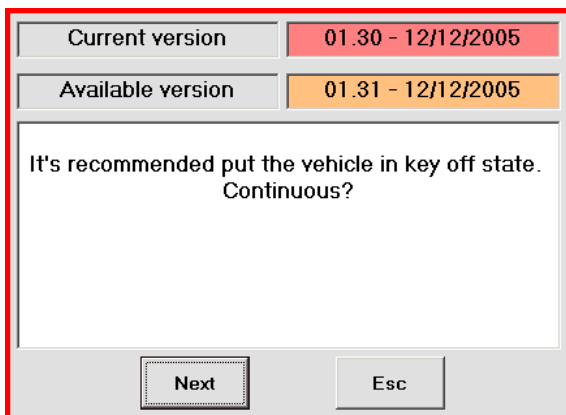 Current version
01.30 - 12/12/2005
Available version
01.31 - 12/12/2005
It's recommended put the vehicle in key off state.
Continuous?
Next
Esc